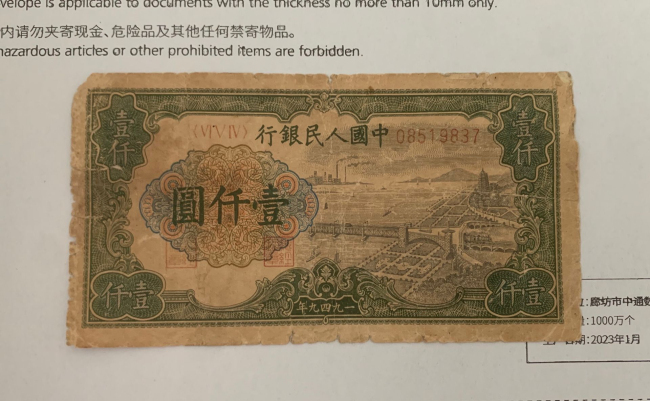 velope is applicable to documents with the thickness no more than 10mm only.
内请勿夹寄现金、危险品及其他任何禁寄物品。
hazardous articles or other prohibited items are forbidden.
壹仟
壹仟
(VI V IV)
行銀民人國中
08519837
圓仟壹
仟壹
仟壹
年九四九一
廊坊市中通数
:1000万个
期:2023年1月